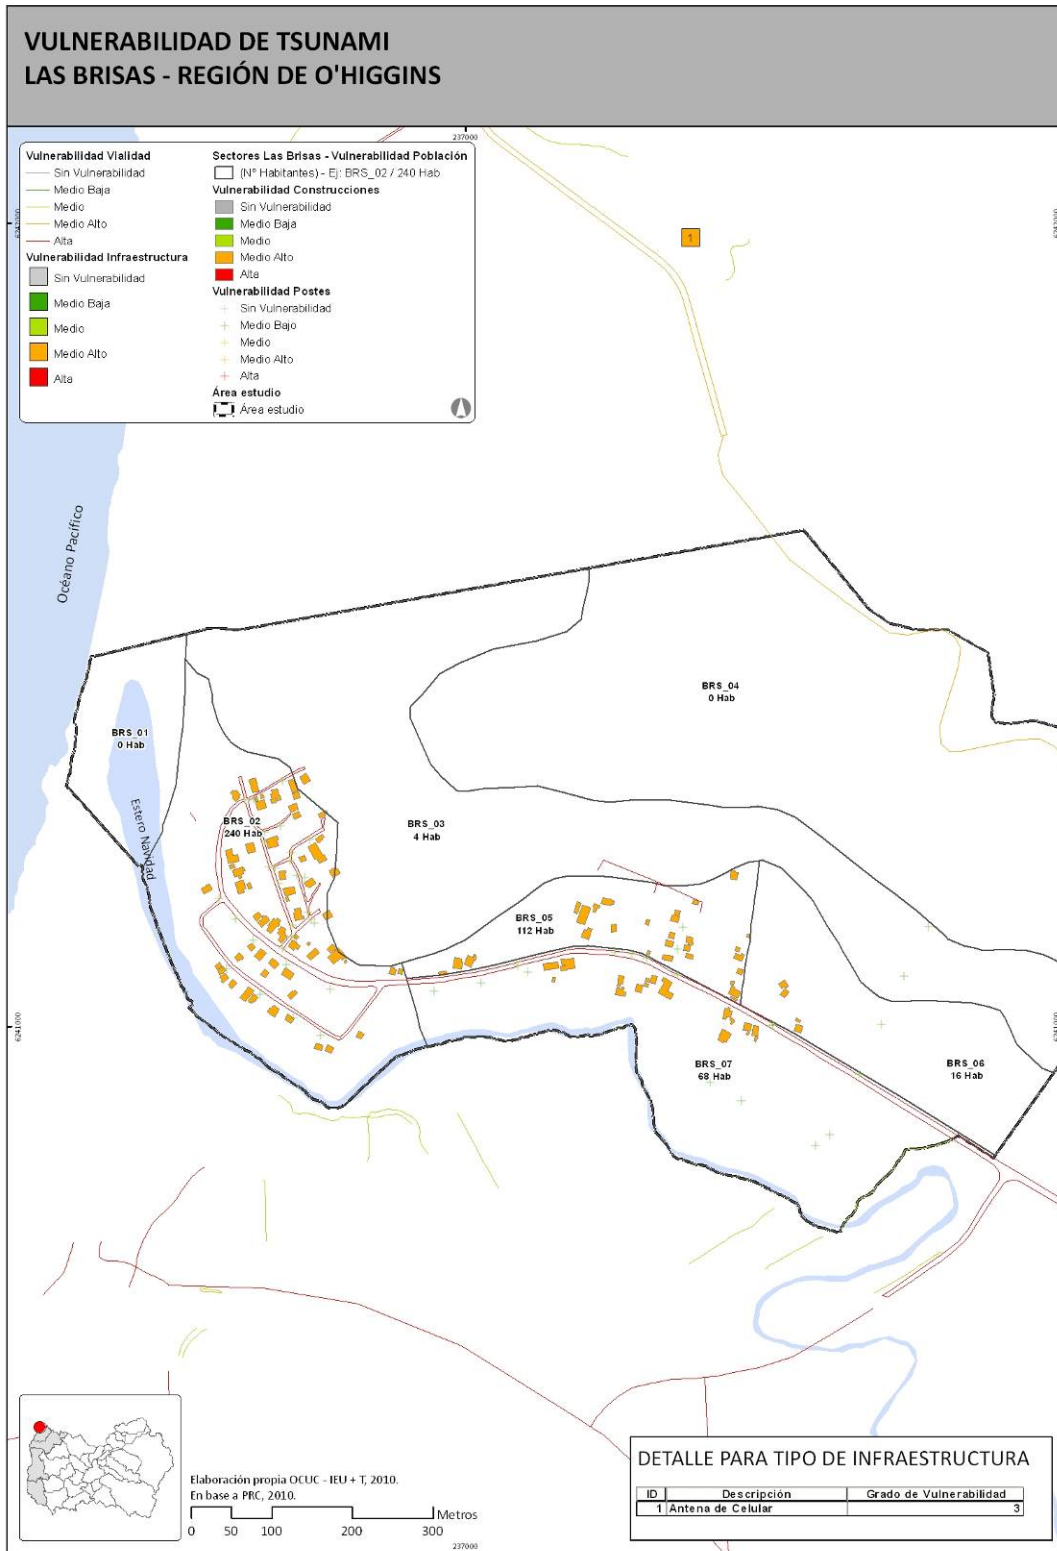 VULNERABILIDAD DE TSUNAMI
LAS BRISAS - REGIÓN DE O'HIGGINS
237000
Vulnerabilidad Vialidad
Sin Vulnerabilidad
Medio Baja
Medio
Medio Alto
Alta
Vulnerabilidad Infraestructura
Sin Vulnerabilidad
Medio Baja
Medio
Medio Alto
Alta
Sectores Las Brisas - Vulnerabilidad Población
(N° Habitantes) - Ej: BRS_02 / 240 Hab
Vulnerabilidad Construcciones
Sin Vulnerabilidad
Medio Baja
Medio
Medio Alto
Alta
Vulnerabilidad Postes
Sin Vulnerabilidad
Medio Bajo
Medio
Medio Alto
Alta
Área estudio
Área estudio
6242000
6242000
1
Océano Pacífico
BRS_04
0 Hab
BRS_01
0 Hab
Estero Navidad
BRS_02
240 Hab
BRS_03
4 Hab
BRS_05
112 Hab
6241000
6241000
BRS_07
68 Hab
BRS_06
16 Hab
Elaboración propia OCUC - IEU + T, 2010.
En base a PRC, 2010.
Metros
0 50 100 200 300
237000
DETALLE PARA TIPO DE INFRAESTRUCTURA
ID Descripción Grado de Vulnerabilidad
1 Antena de Celular 3